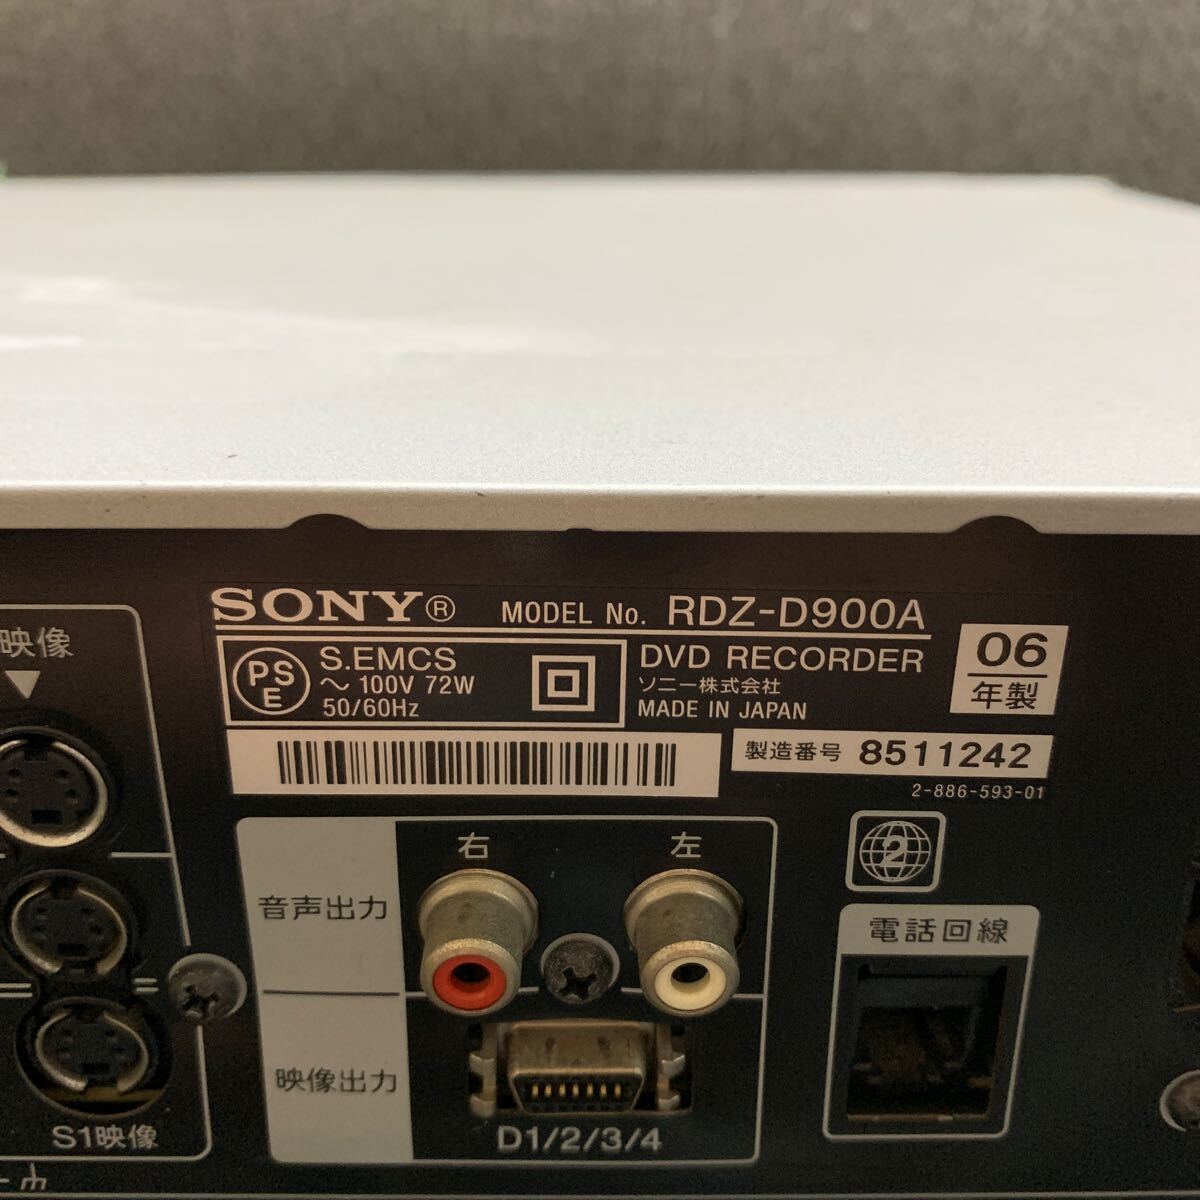 SONY® MODEL No. RDZ-D900A
PS
E
S.EMCS
～ 100V 72W
50/60Hz
DVD RECORDER
ソニー株式会社
MADE IN JAPAN
06
年製
製造番号 8511242
2-886-593-01
映像
S1映像
音声出力
右
左
映像出力
D1/2/3/4
2
電話回線